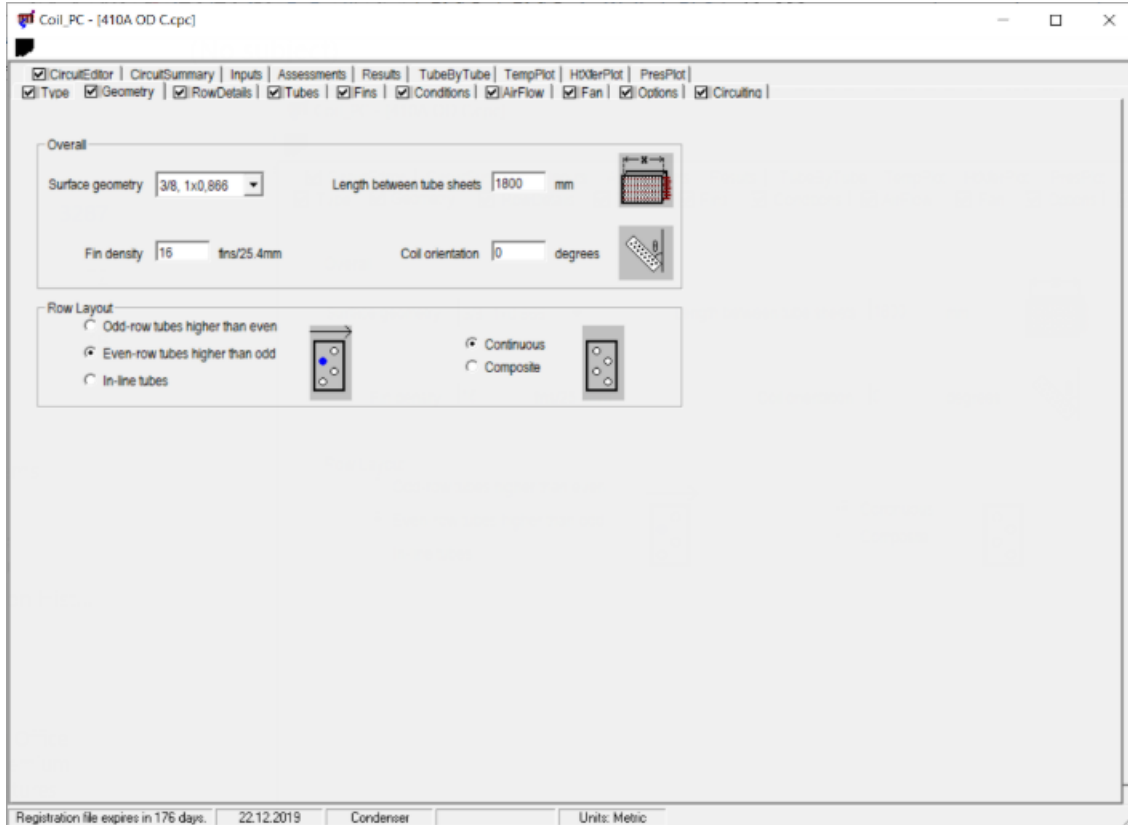 Coil_PC - [410A OD C.cpc]
CircuitEditor CircuitSummary Inputs Assessments Results TubeByTube TempPlot HtXferPlot PresPlot
Type Geometry RowDetails Tubes Fins Conditions AirFlow Fan Options Circuiting
Overall
Surface geometry 3/8, 1x0,866 Length between tube sheets 1800 mm
Fin density 16 fins/25.4mm Coil orientation 0 degrees
Row Layout
Odd-row tubes higher than even
Even-row tubes higher than odd
In-line tubes
Continuous
Composite
Registration file expires in 176 days. 22.12.2019 Condenser Units: Metric